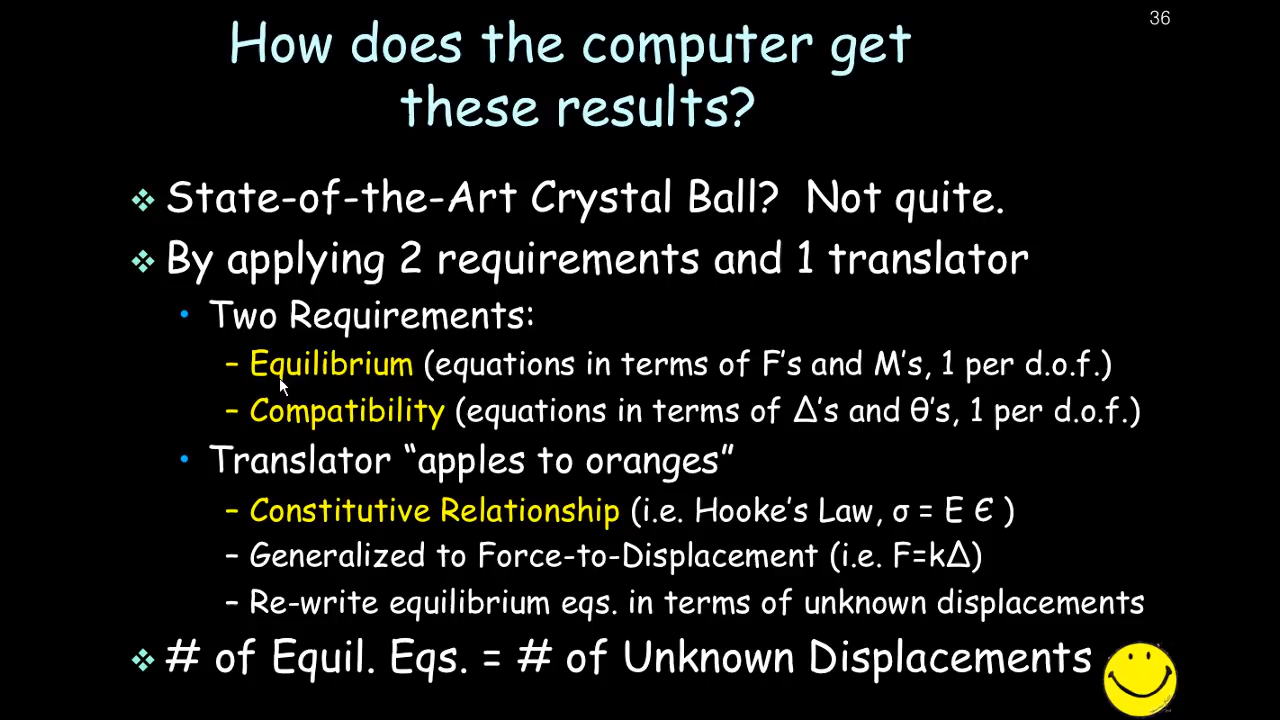 36
How does the computer get
these results?
❖ State-of-the-Art Crystal Ball? Not quite.
❖ By applying 2 requirements and 1 translator
• Two Requirements:
– Equilibrium (equations in terms of F's and M's, 1 per d.o.f.)
– Compatibility (equations in terms of Δ's and θ's, 1 per d.o.f.)
• Translator “apples to oranges”
– Constitutive Relationship (i.e. Hooke's Law, σ = E Є )
– Generalized to Force-to-Displacement (i.e. F=kΔ)
– Re-write equilibrium eqs. in terms of unknown displacements
❖ # of Equil. Eqs. = # of Unknown Displacements